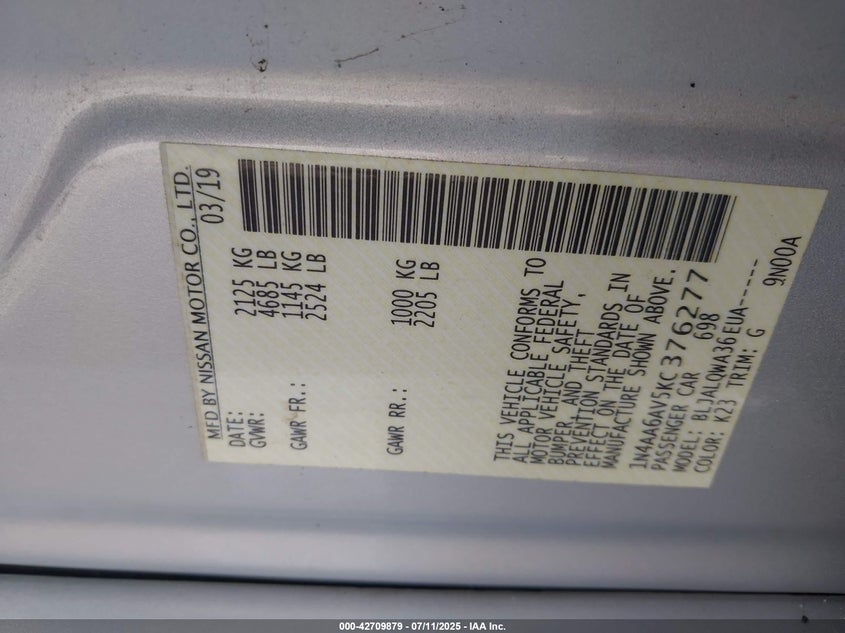 MFD BY NISSAN MOTOR CO., LTD.
DATE: 03/19
GVWR: 2125 KG
4685 LB
GAWR FR.: 1145 KG
2524 LB
GAWR RR.: 1000 KG
2205 LB
THIS VEHICLE CONFORMS TO
ALL APPLICABLE FEDERAL
MOTOR VEHICLE SAFETY,
BUMPER, AND THEFT
PREVENTION STANDARDS IN
EFFECT ON THE DATE OF
MANUFACTURE SHOWN ABOVE.
1N4AA6AV5KC376277
PASSENGER CAR 698
MODEL: BLJALQWA36EUA-----
COLOR: K23 TRIM: G 9N00A
000-42709879 / 07/11/2025 - IAA Inc.